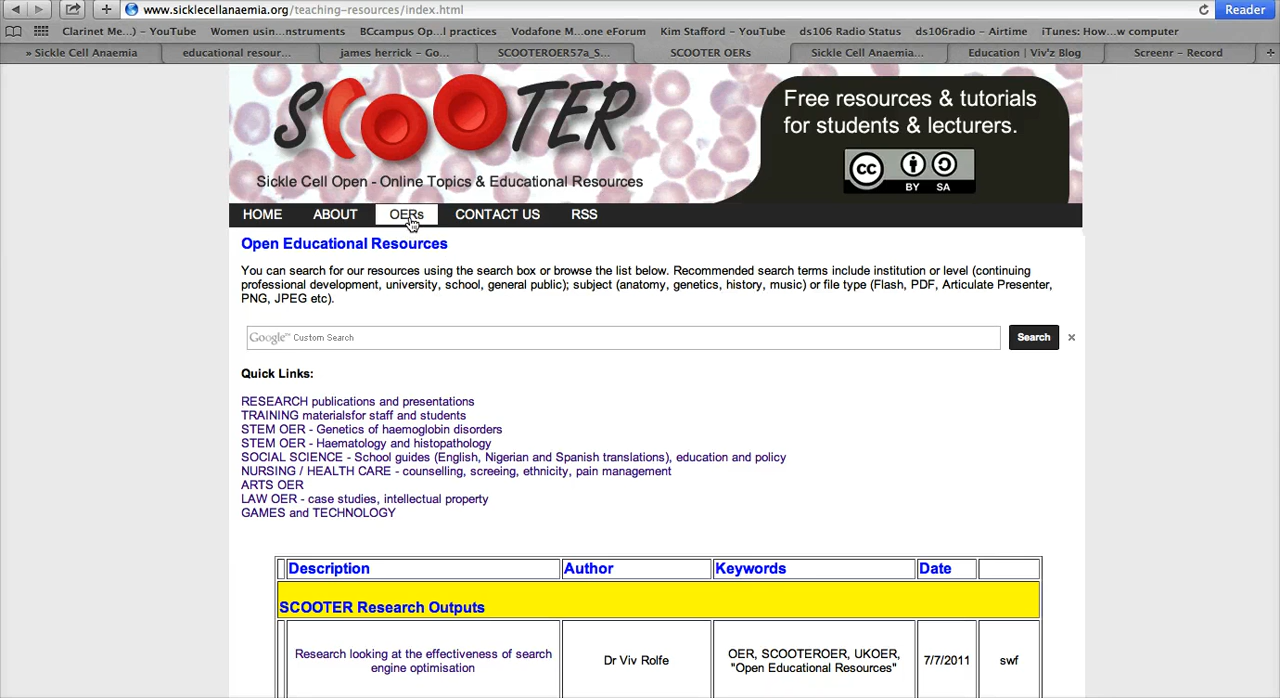 www.sicklecellanaemia.org/teaching-resources/index.html
Reader
Clarinet Me...) – YouTube
Women usin...nstruments
BCcampus Op...l practices
Vodafone M...one eForum
Kim Stafford – YouTube
ds106 Radio Status
ds106radio – Airtime
iTunes: How...w computer
» Sickle Cell Anaemia
educational resour...
james herrick – Go...
SCOOTEROERS7a_S...
SCOOTER OERs
Sickle Cell Anaemia...
Education | Viv'z Blog
Screenr – Record
SCOOTER
Sickle Cell Open - Online Topics & Educational Resources
Free resources & tutorials
for students & lecturers.
CC BY SA
HOME ABOUT OERs CONTACT US RSS
Open Educational Resources
You can search for our resources using the search box or browse the list below. Recommended search terms include institution or level (continuing
professional development, university, school, general public); subject (anatomy, genetics, history, music) or file type (Flash, PDF, Articulate Presenter,
PNG, JPEG etc).
Google™ Custom Search
Search
×
Quick Links:
RESEARCH publications and presentations
TRAINING materialsfor staff and students
STEM OER - Genetics of haemoglobin disorders
STEM OER - Haematology and histopathology
SOCIAL SCIENCE - School guides (English, Nigerian and Spanish translations), education and policy
NURSING / HEALTH CARE - counselling, screeing, ethnicity, pain management
ARTS OER
LAW OER - case studies, intellectual property
GAMES and TECHNOLOGY
Description Author Keywords Date
SCOOTER Research Outputs
Research looking at the effectiveness of search
engine optimisation
Dr Viv Rolfe
OER, SCOOTEROER, UKOER,
"Open Educational Resources"
7/7/2011
swf